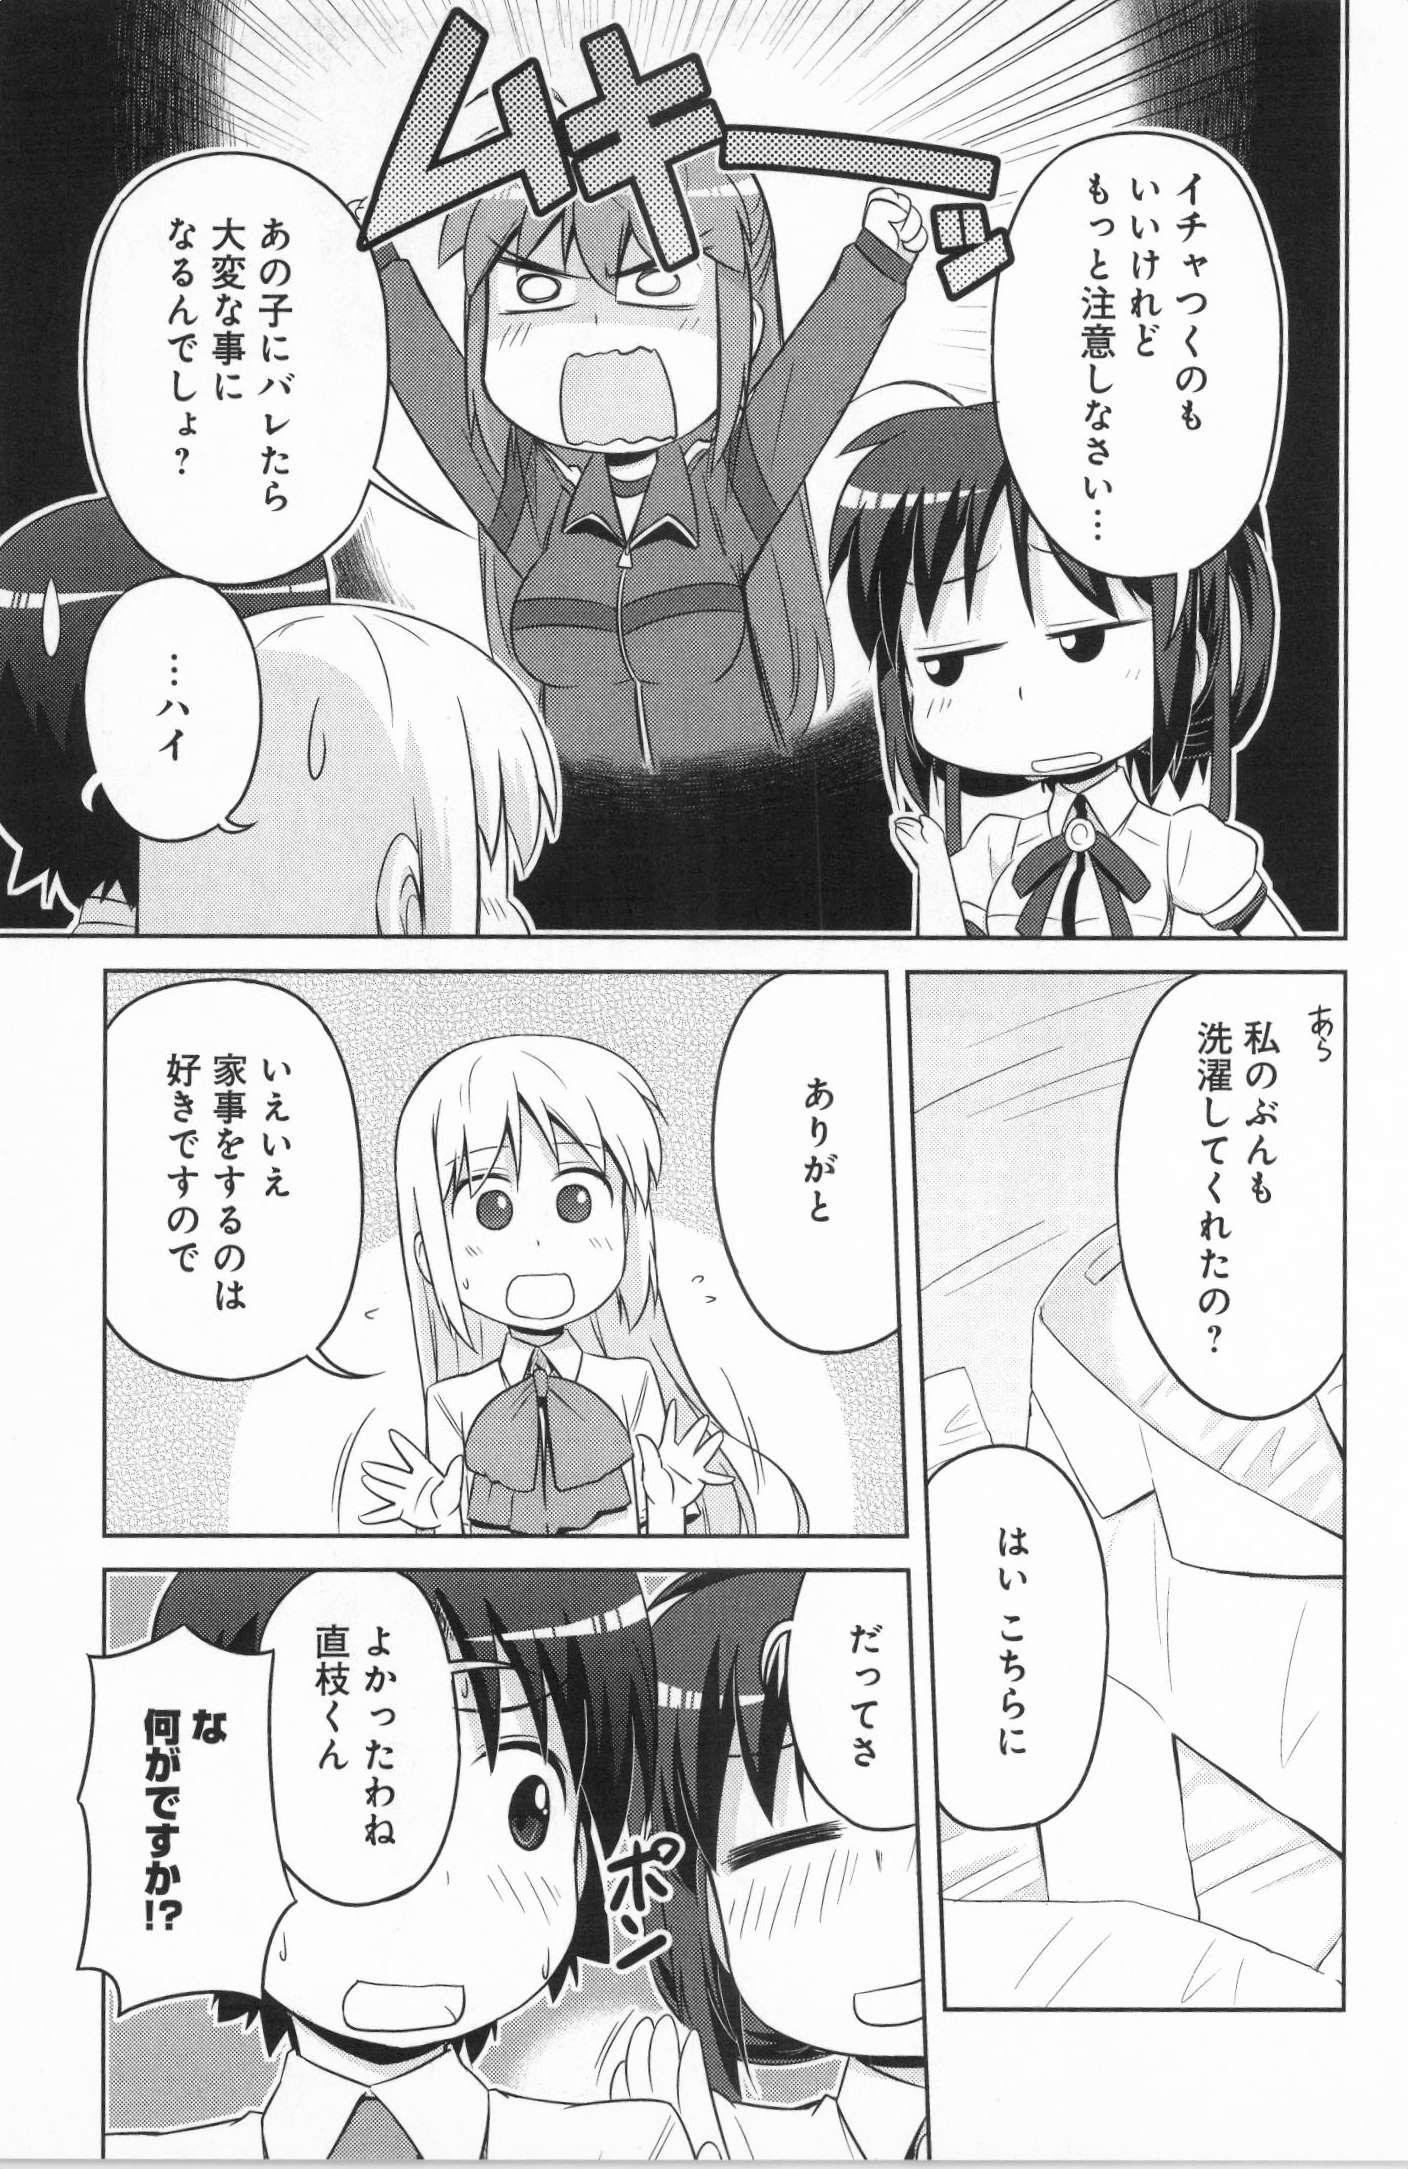 イチャつくのも
いいけれど
もっと注意しなさい…
ムキーッ
あの子にバレたら
大変な事に
なるんでしょ?
…ハイ
あら
私のぶんも
洗濯してくれたの?
はい こちらに
ありがと
いえいえ
家事をするのは
好きですので
だってさ
よかったわね
直枝くん
ポン
な
何がですか!?